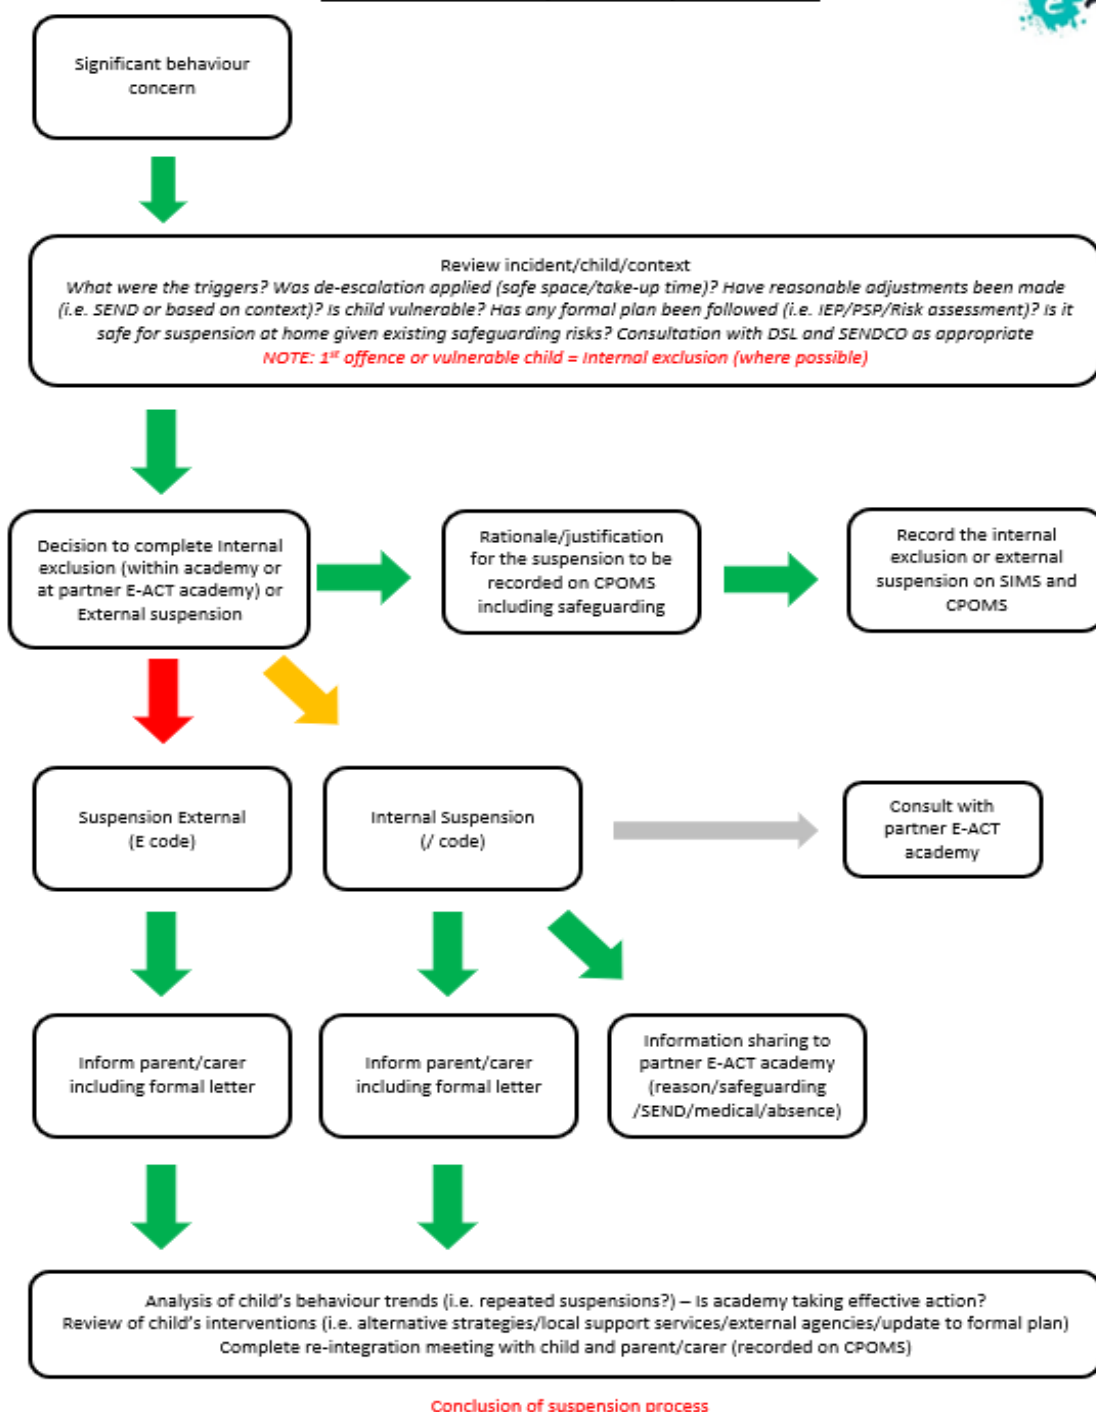 Significant behaviour
concern
Review incident/child/context
What were the triggers? Was de-escalation applied (safe space/take-up time)? Have reasonable adjustments been made
(i.e. SEND or based on context)? Is child vulnerable? Has any formal plan been followed (i.e. IEP/PSP/Risk assessment)? Is it
safe for suspension at home given existing safeguarding risks? Consultation with DSL and SENDCO as appropriate
NOTE: 1st offence or vulnerable child = Internal exclusion (where possible)
Decision to complete Internal
exclusion (within academy or
at partner E-ACT academy) or
External suspension
Rationale/justification
for the suspension to be
recorded on CPOMS
including safeguarding
Record the internal
exclusion or external
suspension on SIMS and
CPOMS
Suspension External
(E code)
Internal Suspension
(/ code)
Consult with
partner E-ACT
academy
Inform parent/carer
including formal letter
Inform parent/carer
including formal letter
Information sharing to
partner E-ACT academy
(reason/safeguarding
/SEND/medical/absence)
Analysis of child's behaviour trends (i.e. repeated suspensions?) – Is academy taking effective action?
Review of child's interventions (i.e. alternative strategies/local support services/external agencies/update to formal plan)
Complete re-integration meeting with child and parent/carer (recorded on CPOMS)
Conclusion of suspension process